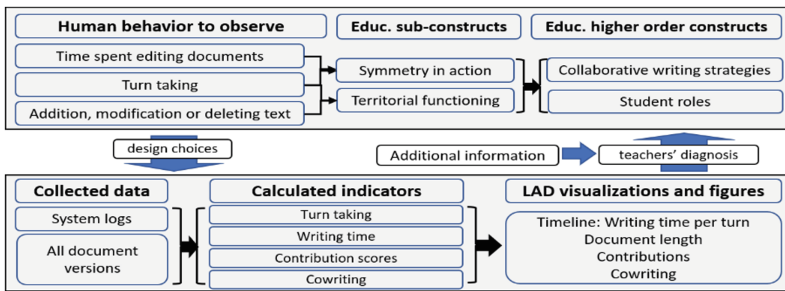 Human behavior to observe
Educ. sub-constructs
Educ. higher order constructs
Time spent editing documents
Turn taking
Addition, modification or deleting text
Symmetry in action
Territorial functioning
Collaborative writing strategies
Student roles
design choices
Additional information
teachers’ diagnosis
Collected data
Calculated indicators
LAD visualizations and figures
System logs
All document
versions
Turn taking
Writing time
Contribution scores
Cowriting
Timeline: Writing time per turn
Document length
Contributions
Cowriting